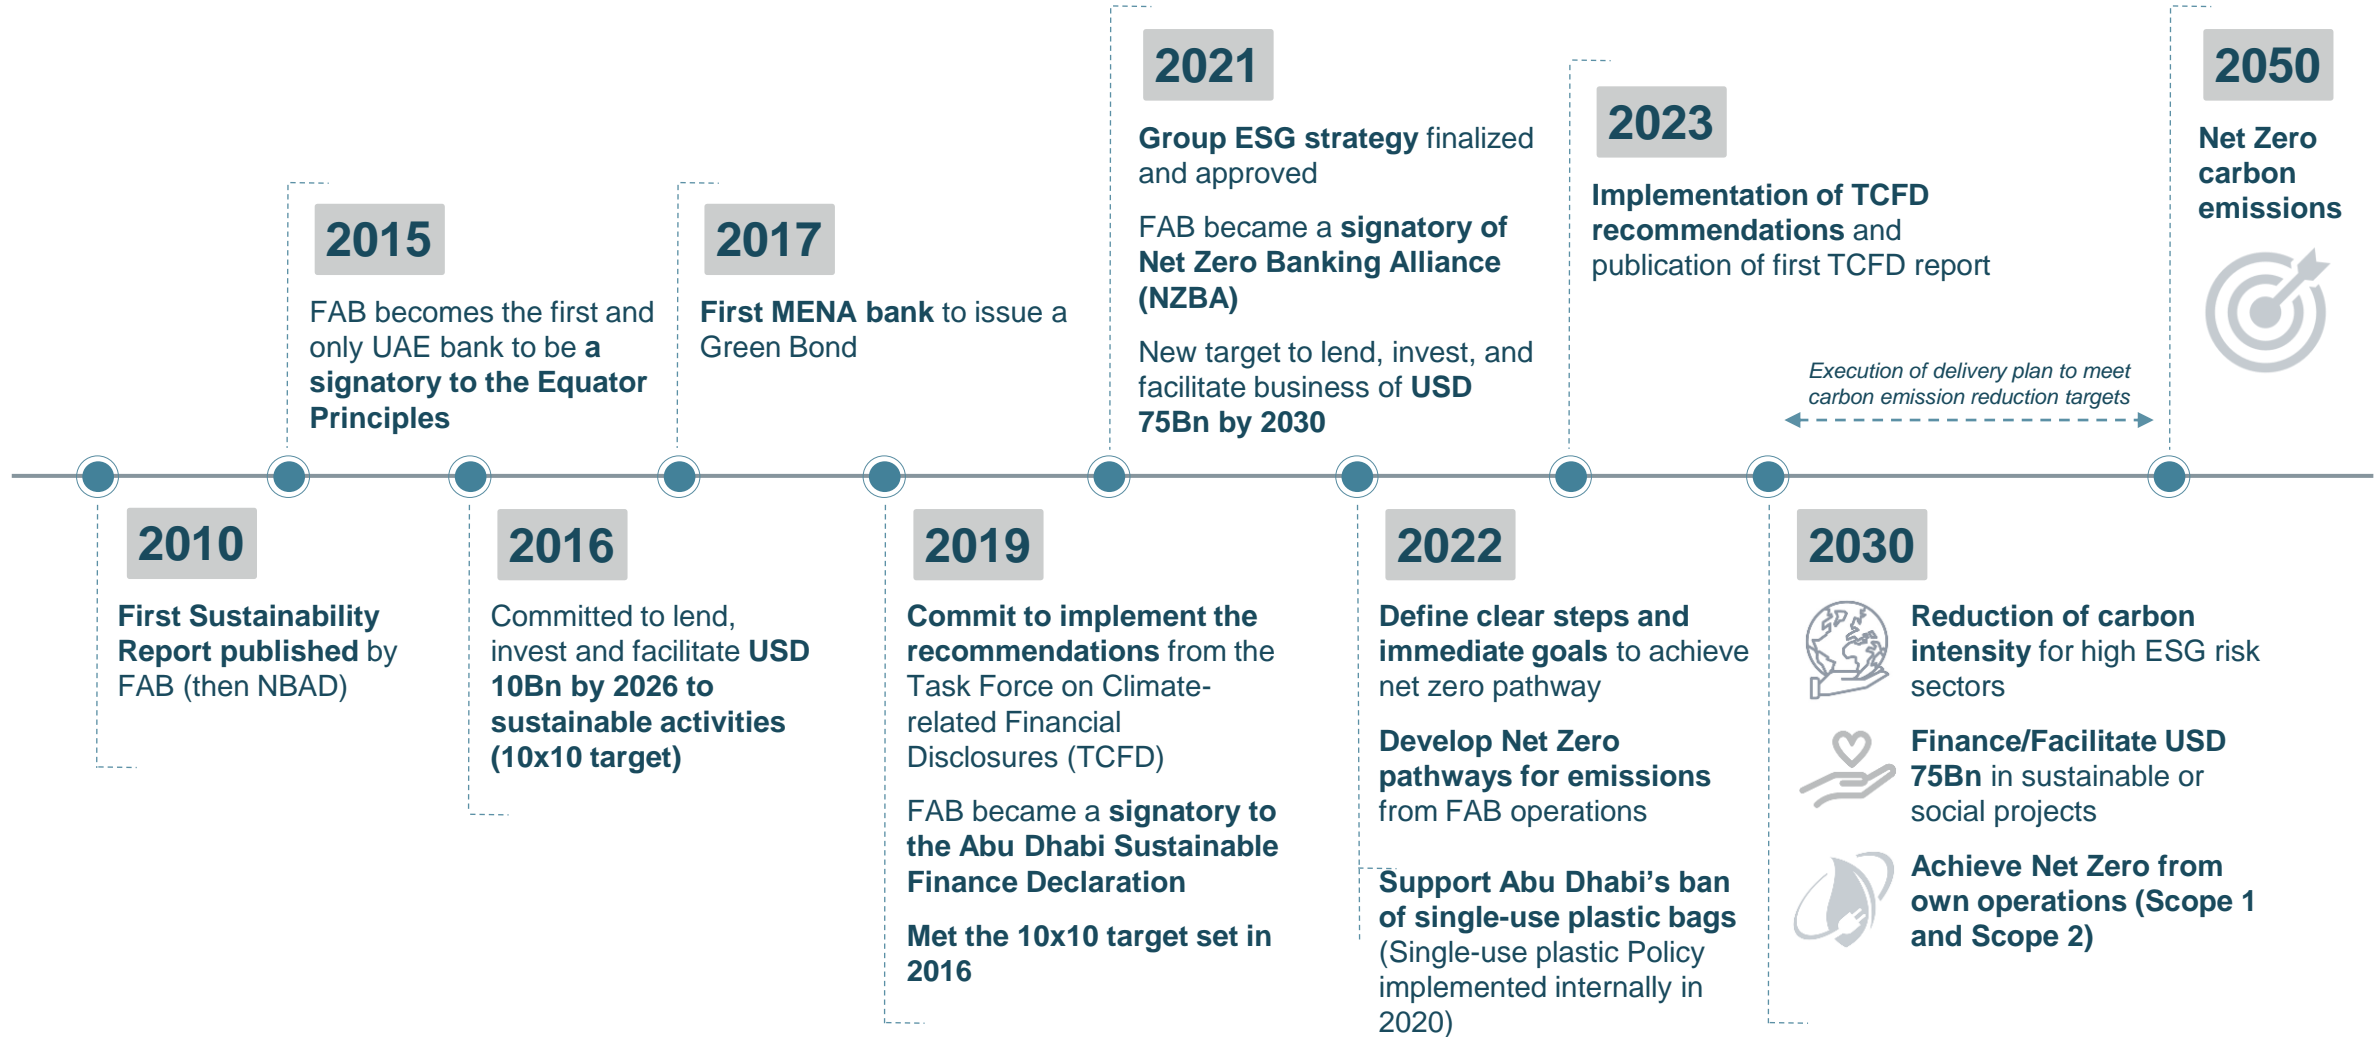 2010
First Sustainability
Report published by
FAB (then NBAD)
2015
FAB becomes the first and
only UAE bank to be a
signatory to the Equator
Principles
2016
Committed to lend,
invest and facilitate USD
10Bn by 2026 to
sustainable activities
(10x10 target)
2017
First MENA bank to issue a
Green Bond
2019
Commit to implement the
recommendations from the
Task Force on Climate-
related Financial
Disclosures (TCFD)
FAB became a signatory to
the Abu Dhabi Sustainable
Finance Declaration
Met the 10x10 target set in
2016
2021
Group ESG strategy finalized
and approved
FAB became a signatory of
Net Zero Banking Alliance
(NZBA)
New target to lend, invest, and
facilitate business of USD
75Bn by 2030
2022
Define clear steps and
immediate goals to achieve
net zero pathway
Develop Net Zero
pathways for emissions
from FAB operations
Support Abu Dhabi’s ban
of single-use plastic bags
(Single-use plastic Policy
implemented internally in
2020)
2023
Implementation of TCFD
recommendations and
publication of first TCFD report
2030
Reduction of carbon
intensity for high ESG risk
sectors
Finance/Facilitate USD
75Bn in sustainable or
social projects
Achieve Net Zero from
own operations (Scope 1
and Scope 2)
Execution of delivery plan to meet
carbon emission reduction targets
2050
Net Zero
carbon
emissions